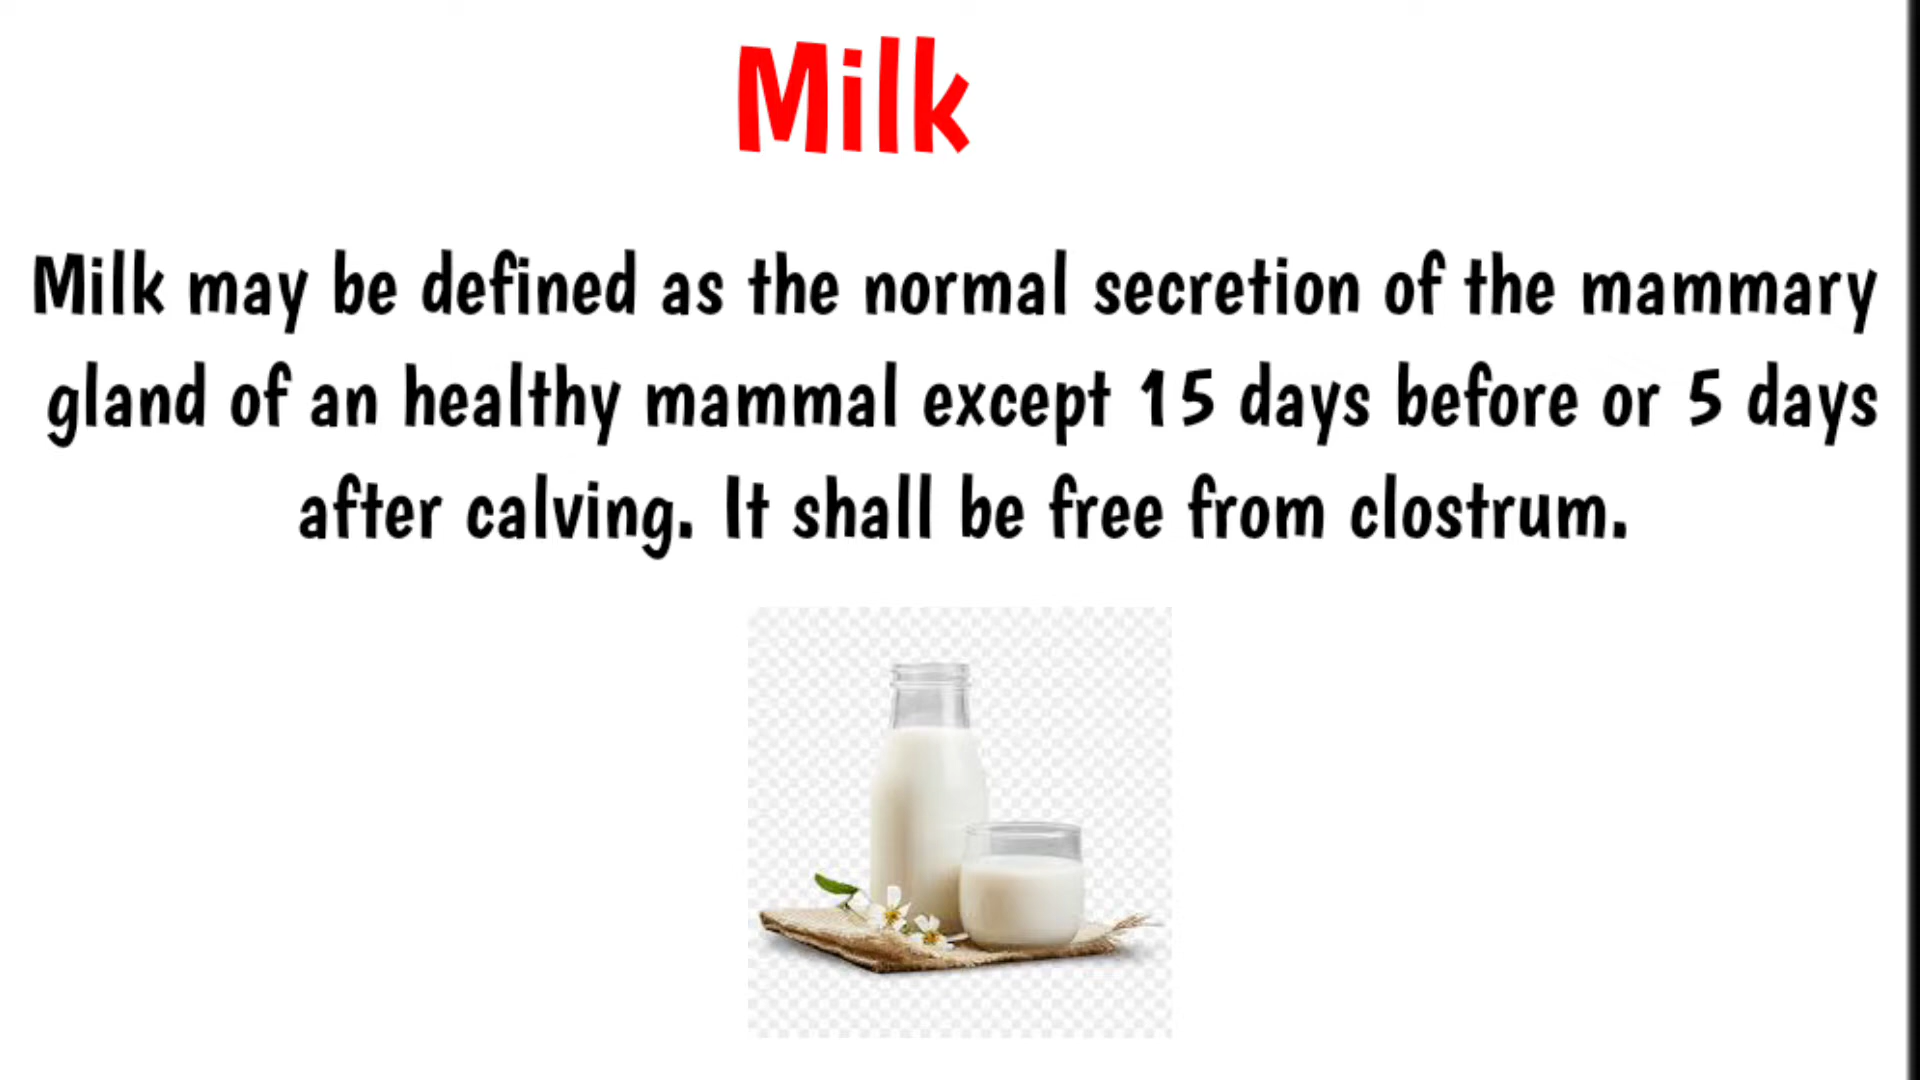 Milk
Milk may be defined as the normal secretion of the mammary
gland of an healthy mammal except 15 days before or 5 days
after calving. It shall be free from clostrum.